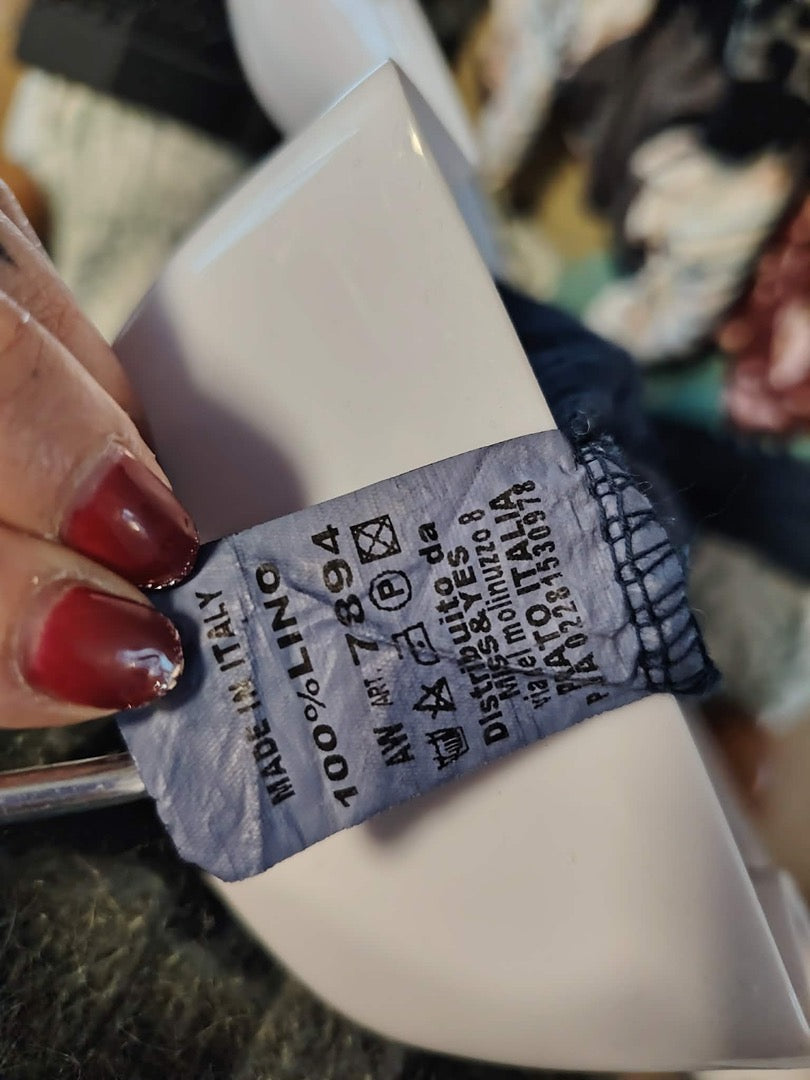 MADE IN ITALY
100%LINO
AW ART 7894
P
Distribuito da
MISS&YES
via del molinuzzo 8
PRATO ITALIA
P.IVA 02281530978